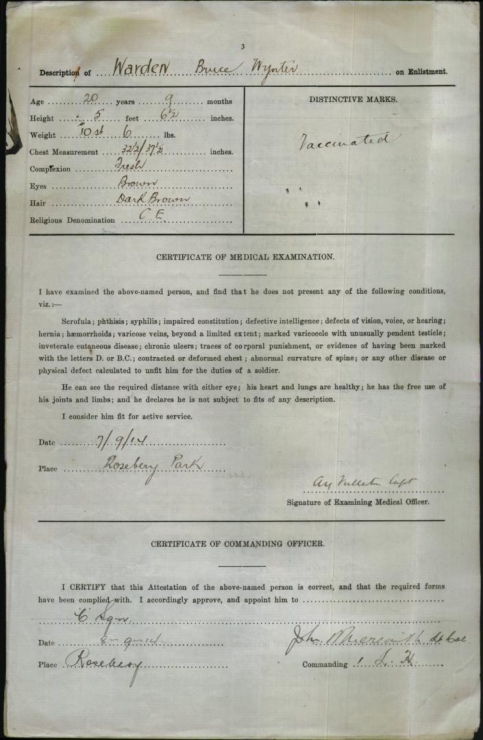 3
Description of Warden Bruce Wynter on Enlistment.
Age 20 years 9 months
Height 5 feet 6½ inches.
Weight 10 st 6 lbs.
Chest Measurement 32½/37½ inches.
Complexion Fresh
Eyes Brown
Hair Dark Brown
Religious Denomination C E
DISTINCTIVE MARKS.
Vaccinated
CERTIFICATE OF MEDICAL EXAMINATION.
I have examined the above-named person, and find that he does not present any of the following conditions,
viz.:—
Scrofula; phthisis; syphilis; impaired constitution; defective intelligence; defects of vision, voice, or hearing;
hernia; hæmorrhoids; varicose veins, beyond a limited extent; marked varicocele with unusually pendent testicle;
inveterate cutaneous disease; chronic ulcers; traces of corporal punishment, or evidence of having been marked
with the letters D. or B.C.; contracted or deformed chest; abnormal curvature of spine; or any other disease or
physical defect calculated to unfit him for the duties of a soldier.
He can see the required distance with either eye; his heart and lungs are healthy; he has the free use of
his joints and limbs; and he declares he is not subject to fits of any description.
I consider him fit for active service.
Date 7/9/14
Place Rosebery Park
Fullerton Capt
Signature of Examining Medical Officer.
CERTIFICATE OF COMMANDING OFFICER.
I CERTIFY that this Attestation of the above-named person is correct, and that the required forms
have been complied with. I accordingly approve, and appoint him to
C Sqn
Date 9-14
John Meredith Lt Col
Place Rosebery
Commanding 1 L. H